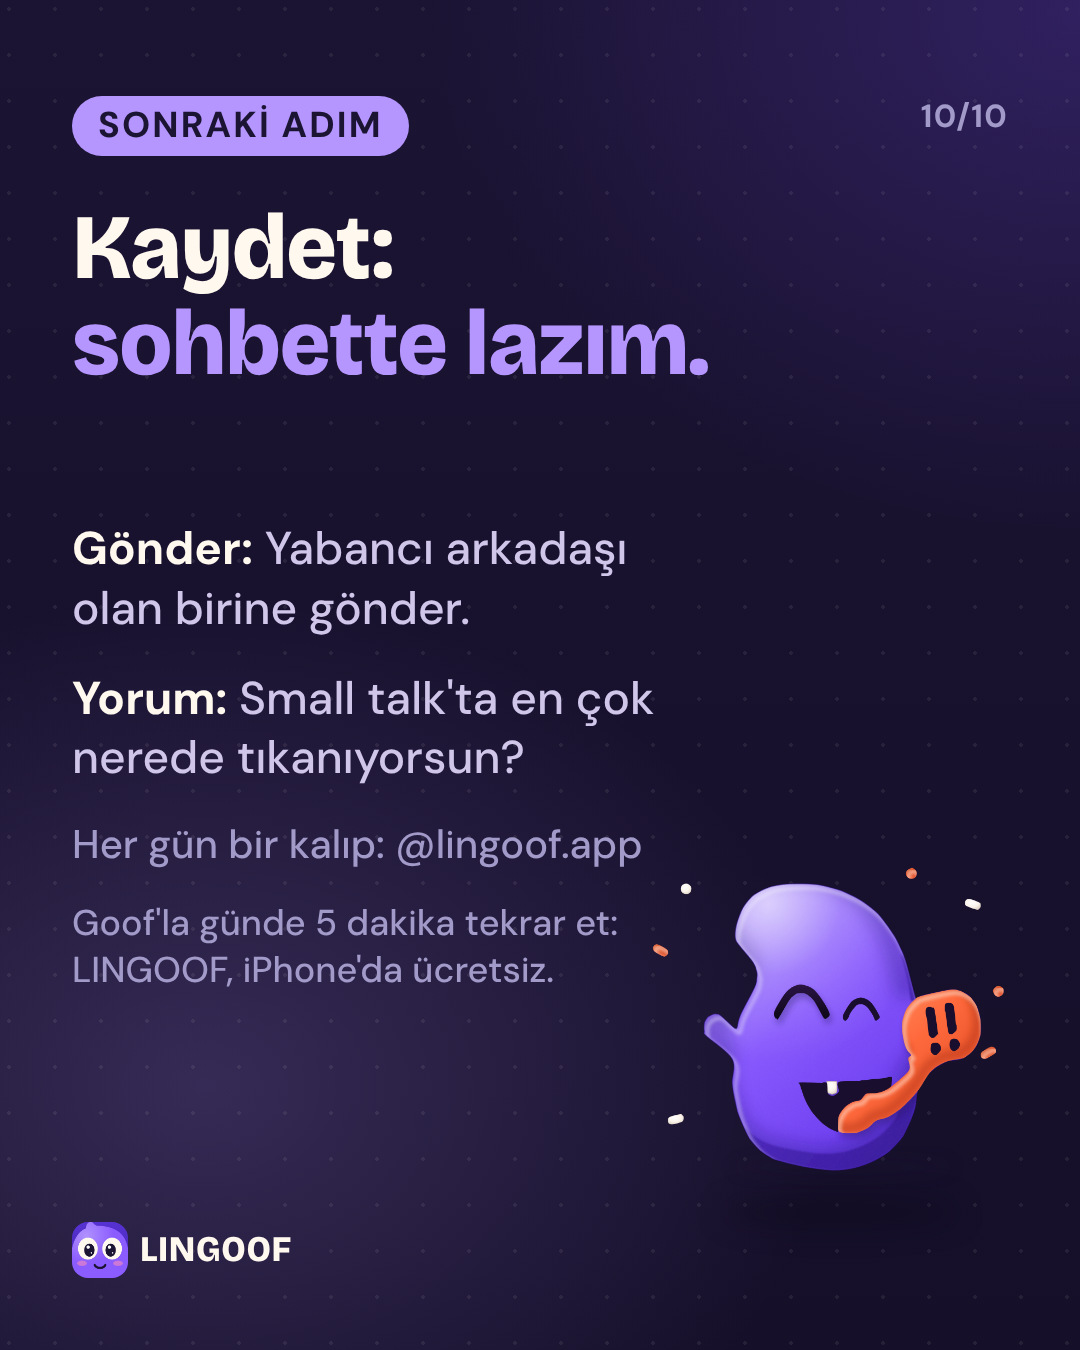 SONRAKİ ADIM
10/10
Kaydet:
sohbette lazım.
Gönder: Yabancı arkadaşı
olan birine gönder.
Yorum: Small talk'ta en çok
nerede tıkanıyorsun?
Her gün bir kalıp: @lingoof.app
Goof'la günde 5 dakika tekrar et:
LINGOOF, iPhone'da ücretsiz.
!!
LINGOOF